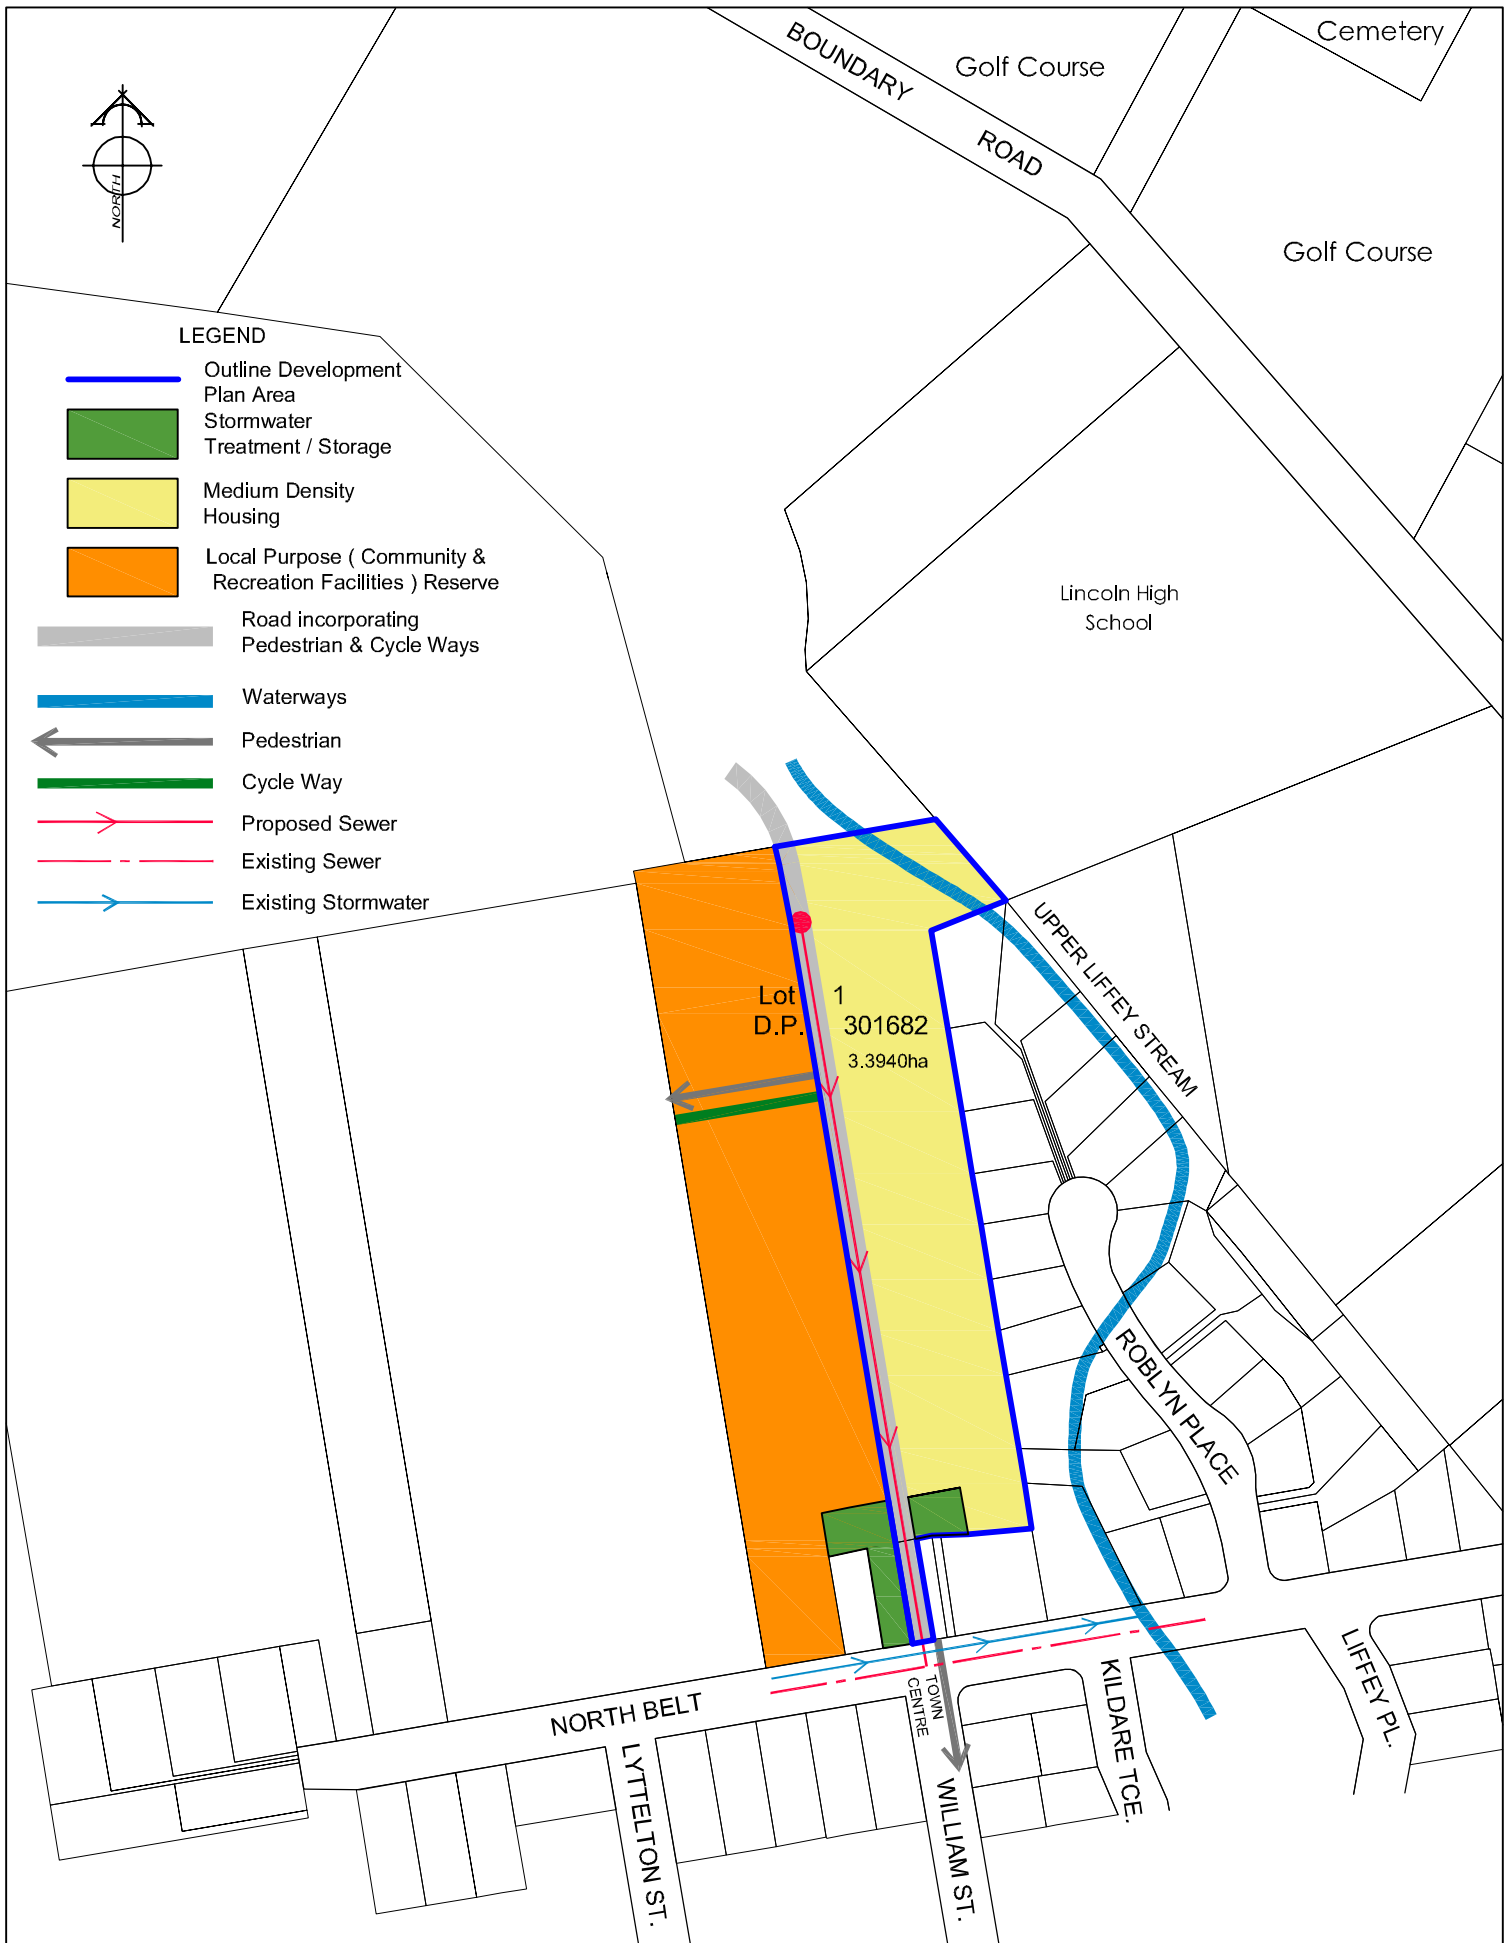 Cemetery
BOUNDARY ROAD
Golf Course
Golf Course
NORTH
LEGEND
Outline Development
Plan Area
Stormwater
Treatment / Storage
Medium Density
Housing
Local Purpose ( Community &
Recreation Facilities ) Reserve
Road incorporating
Pedestrian & Cycle Ways
Waterways
Pedestrian
Cycle Way
Proposed Sewer
Existing Sewer
Existing Stormwater
Lincoln High
School
UPPER LIFFEY STREAM
Lot 1
D.P. 301682
3.3940ha
ROBLYN PLACE
NORTH BELT
TOWN
CENTRE
LYTTELTON ST.
WILLIAM ST.
KILDARE TCE.
LIFFEY PL.